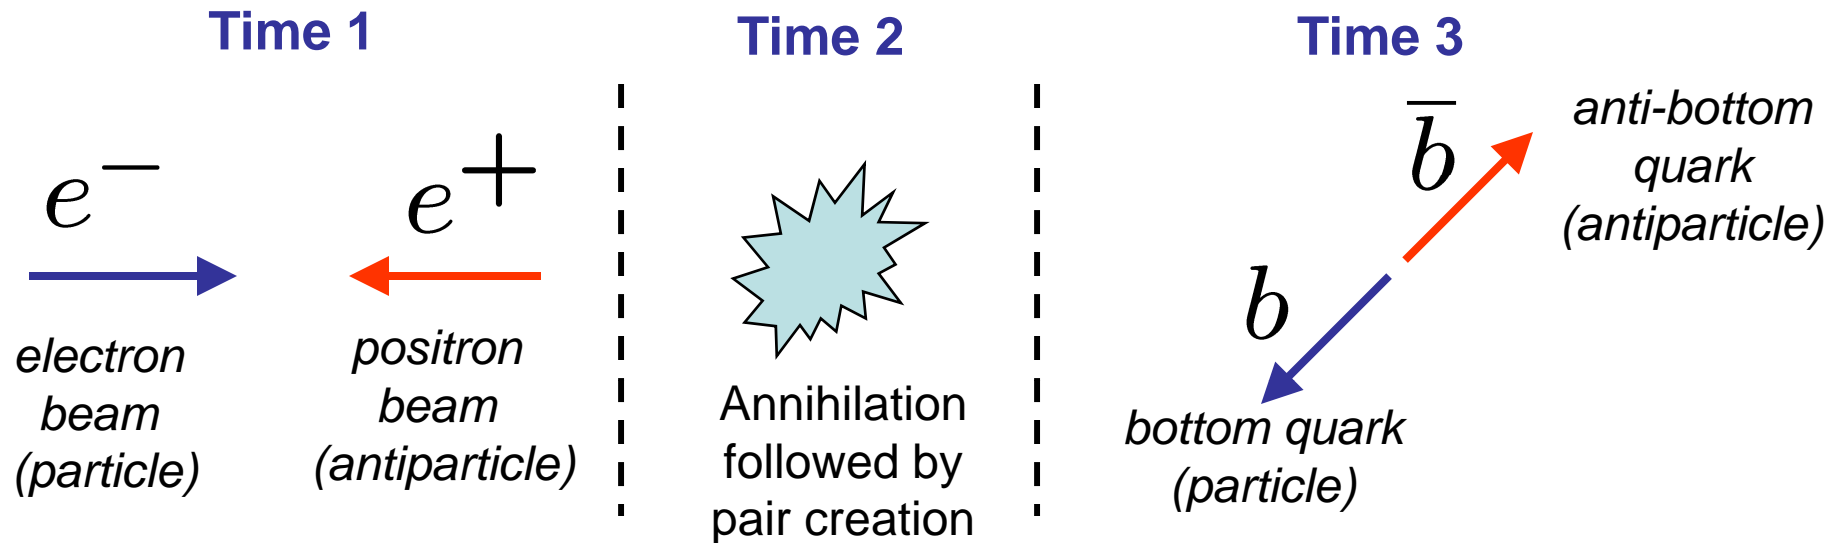 Time 1
e⁻
e⁺
electron
beam
(particle)
positron
beam
(antiparticle)
Time 2
Annihilation
followed by
pair creation
Time 3
b̅
anti-bottom
quark
(antiparticle)
b
bottom quark
(particle)